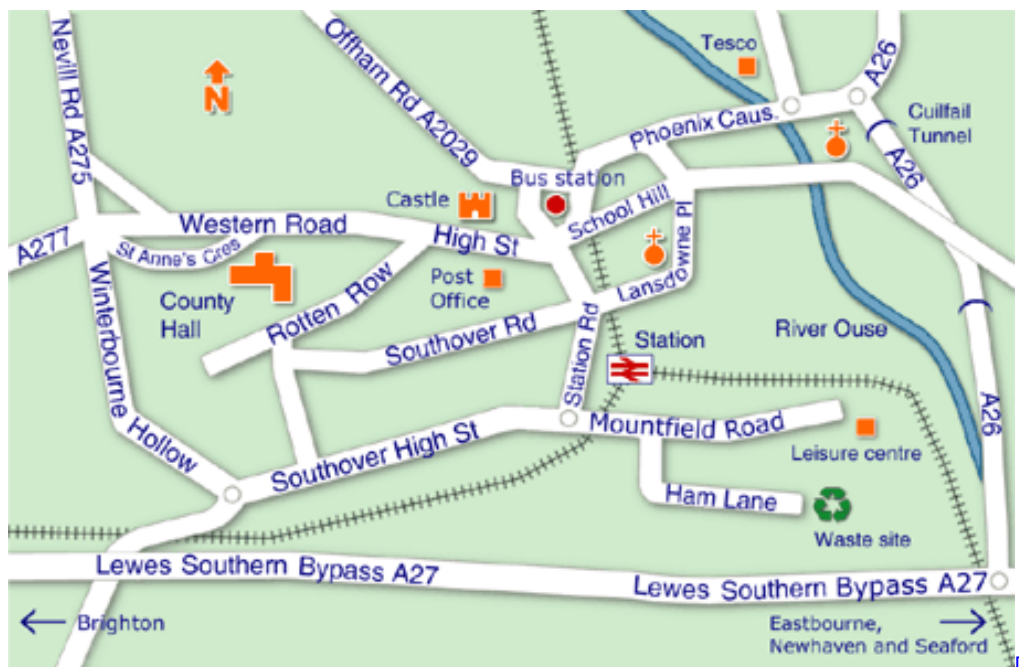 Nevill Rd A275
Offham Rd A2029
N
Tesco
A26
Phoenix Caus.
Cuilfail
Tunnel
A26
Bus station
Castle
School Hill
Western Road
High St
A277
St Anne's Cres
Lansdowne Pl
County
Hall
Post
Office
Rotten Row
Winterbourne Hollow
Southover Rd
Station Rd
Station
River Ouse
A26
Mountfield Road
Southover High St
Leisure centre
Ham Lane
Waste site
Lewes Southern Bypass A27
Lewes Southern Bypass A27
Brighton
Eastbourne,
Newhaven and Seaford